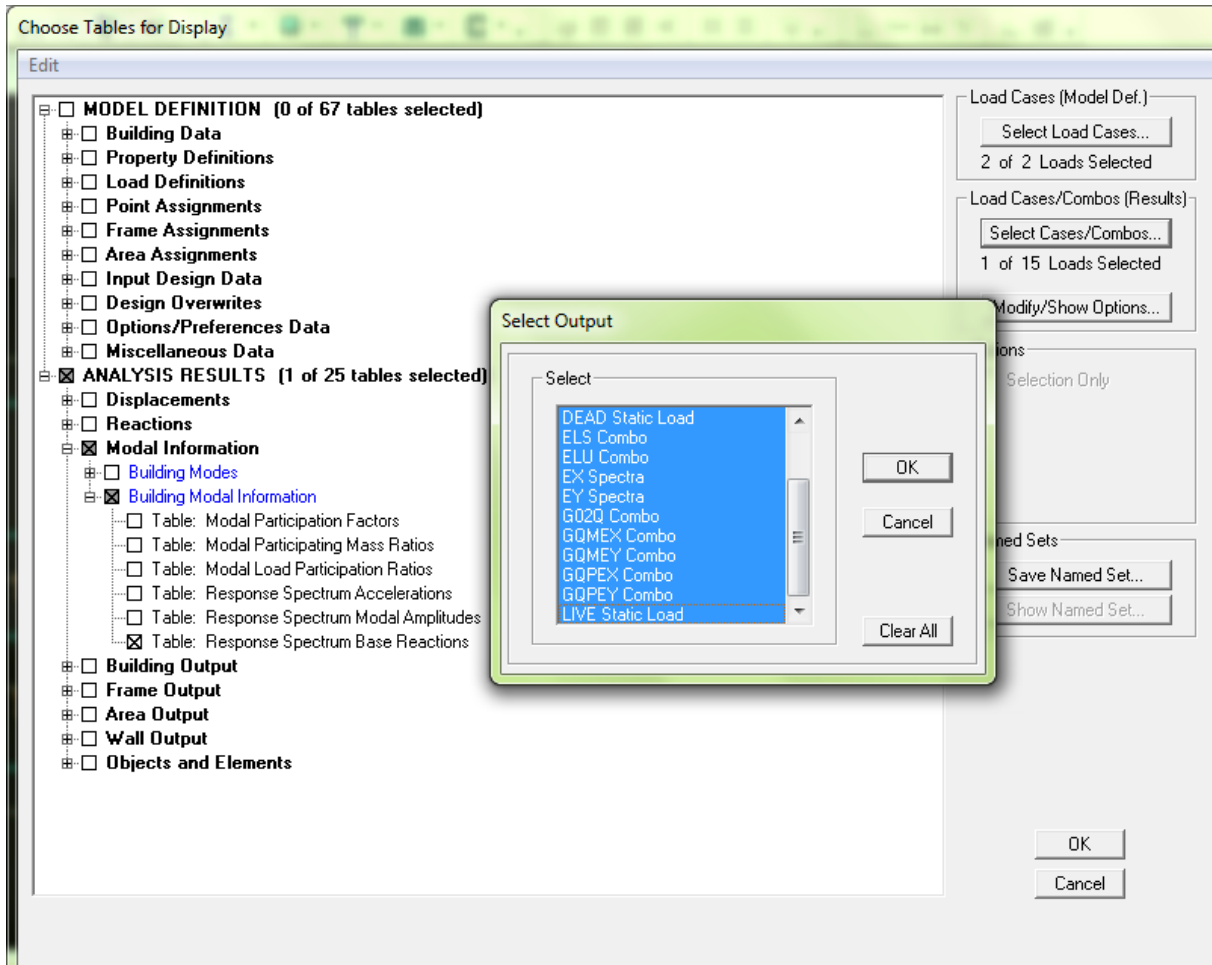 Choose Tables for Display
Edit
MODEL DEFINITION (0 of 67 tables selected)
Building Data
Property Definitions
Load Definitions
Point Assignments
Frame Assignments
Area Assignments
Input Design Data
Design Overwrites
Options/Preferences Data
Miscellaneous Data
ANALYSIS RESULTS (1 of 25 tables selected)
Displacements
Reactions
Modal Information
Building Modes
Building Modal Information
Table: Modal Participation Factors
Table: Modal Participating Mass Ratios
Table: Modal Load Participation Ratios
Table: Response Spectrum Accelerations
Table: Response Spectrum Modal Amplitudes
Table: Response Spectrum Base Reactions
Building Output
Frame Output
Area Output
Wall Output
Objects and Elements
Load Cases (Model Def.)
Select Load Cases...
2 of 2 Loads Selected
Load Cases/Combos (Results)
Select Cases/Combos...
1 of 15 Loads Selected
Modify/Show Options...
ions
Selection Only
ned Sets
Save Named Set...
Show Named Set...
OK
Cancel
Select Output
Select
DEAD Static Load
ELS Combo
ELU Combo
EX Spectra
EY Spectra
G02Q Combo
GQMEX Combo
GQMEY Combo
GQPEX Combo
GQPEY Combo
LIVE Static Load
OK
Cancel
Clear All